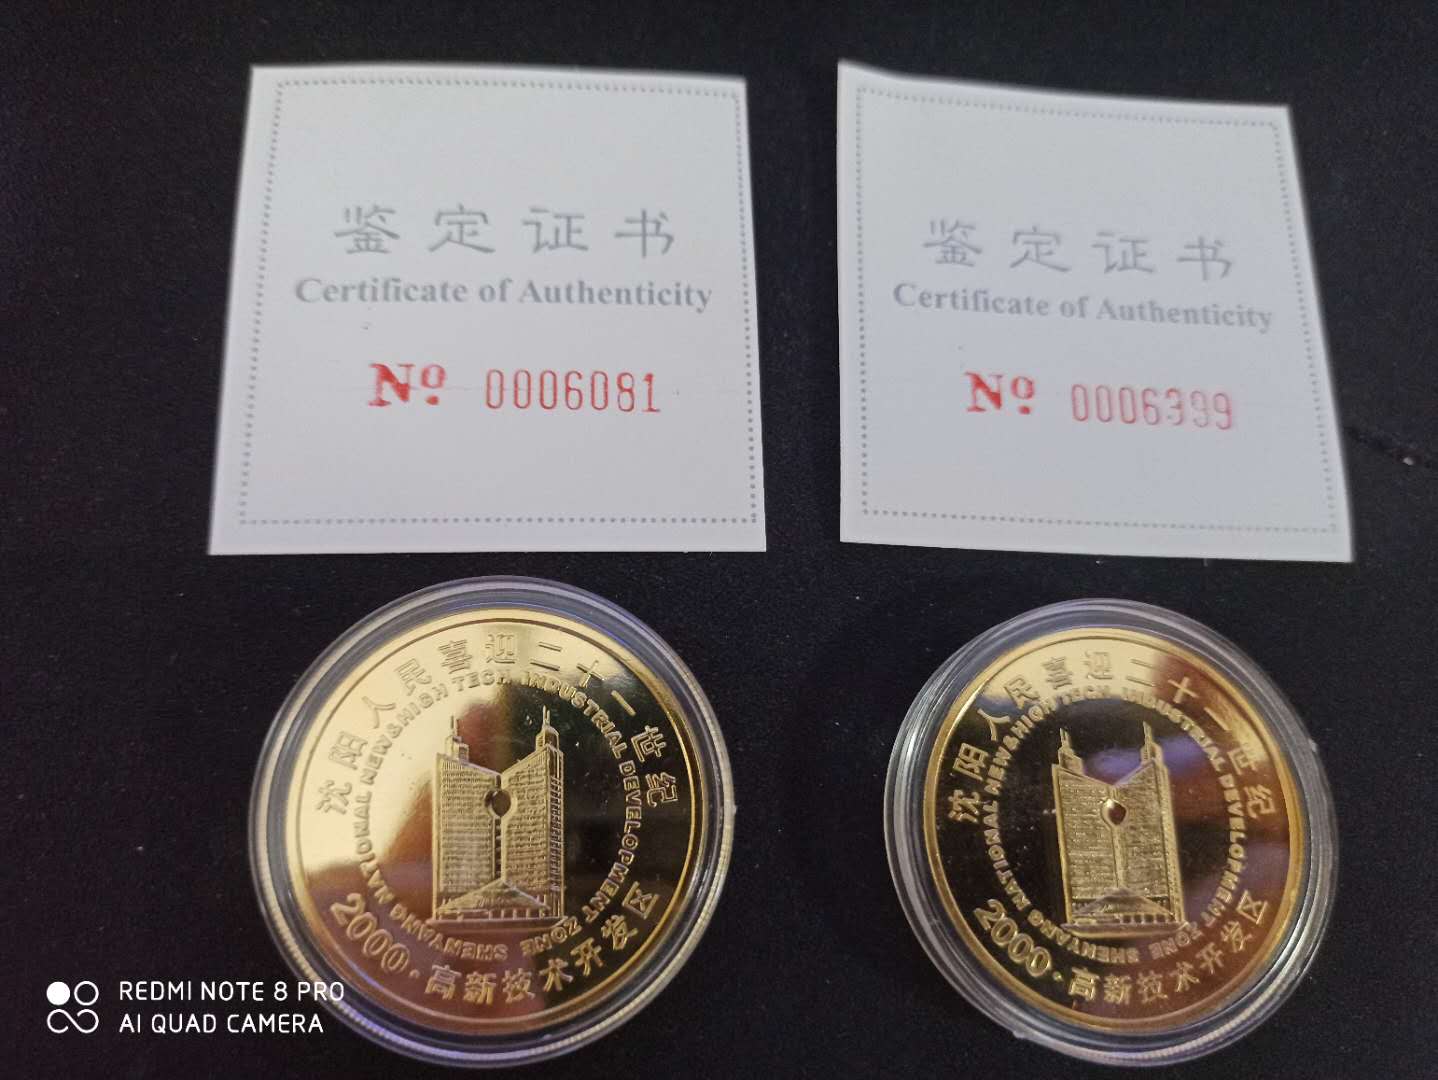 鉴定证书
Certificate of Authenticity
No. 0006081
鉴定证书
Certificate of Authenticity
No. 0006399
沈阳人民喜迎二十一世纪
SHENYANG NATIONAL NEW&HIGH TECH INDUSTRIAL DEVELOPMENT ZONE
2000·高新技术开发区
沈阳人民喜迎二十一世纪
SHENYANG NATIONAL NEW&HIGH TECH INDUSTRIAL DEVELOPMENT ZONE
2000·高新技术开发区
REDMI NOTE 8 PRO
AI QUAD CAMERA